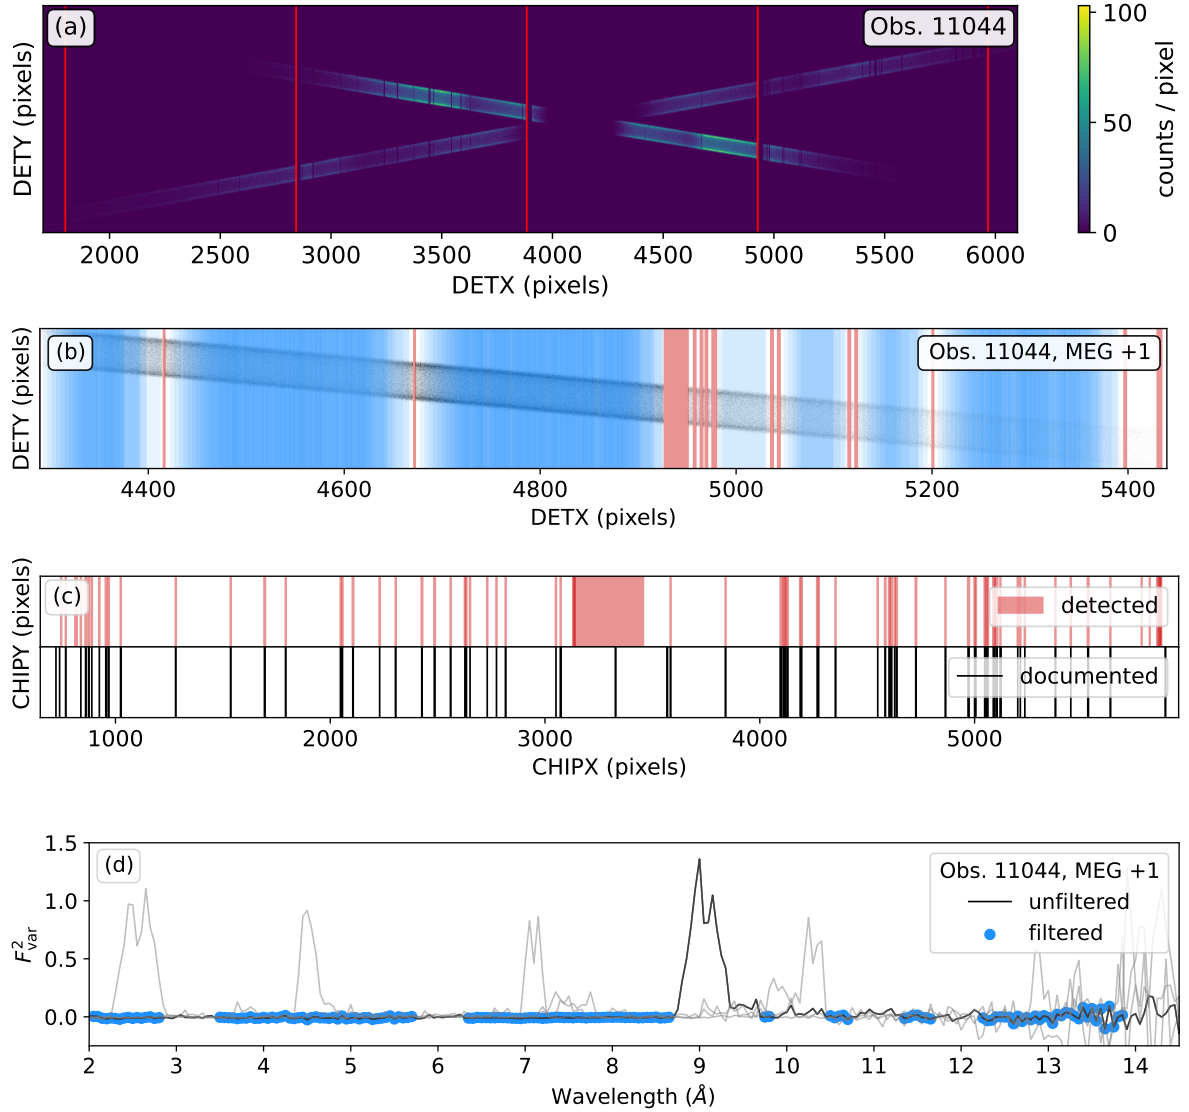 (a)
Obs. 11044
DETY (pixels)
2000 2500 3000 3500 4000 4500 5000 5500 6000
DETX (pixels)
100
50
0
counts / pixel
(b)
Obs. 11044, MEG +1
DETY (pixels)
4400 4600 4800 5000 5200 5400
DETX (pixels)
(c)
detected
documented
CHIPY (pixels)
1000 2000 3000 4000 5000
CHIPX (pixels)
(d)
Obs. 11044, MEG +1
unfiltered
filtered
1.5
1.0
0.5
0.0
F²var
2 3 4 5 6 7 8 9 10 11 12 13 14
Wavelength (Å)